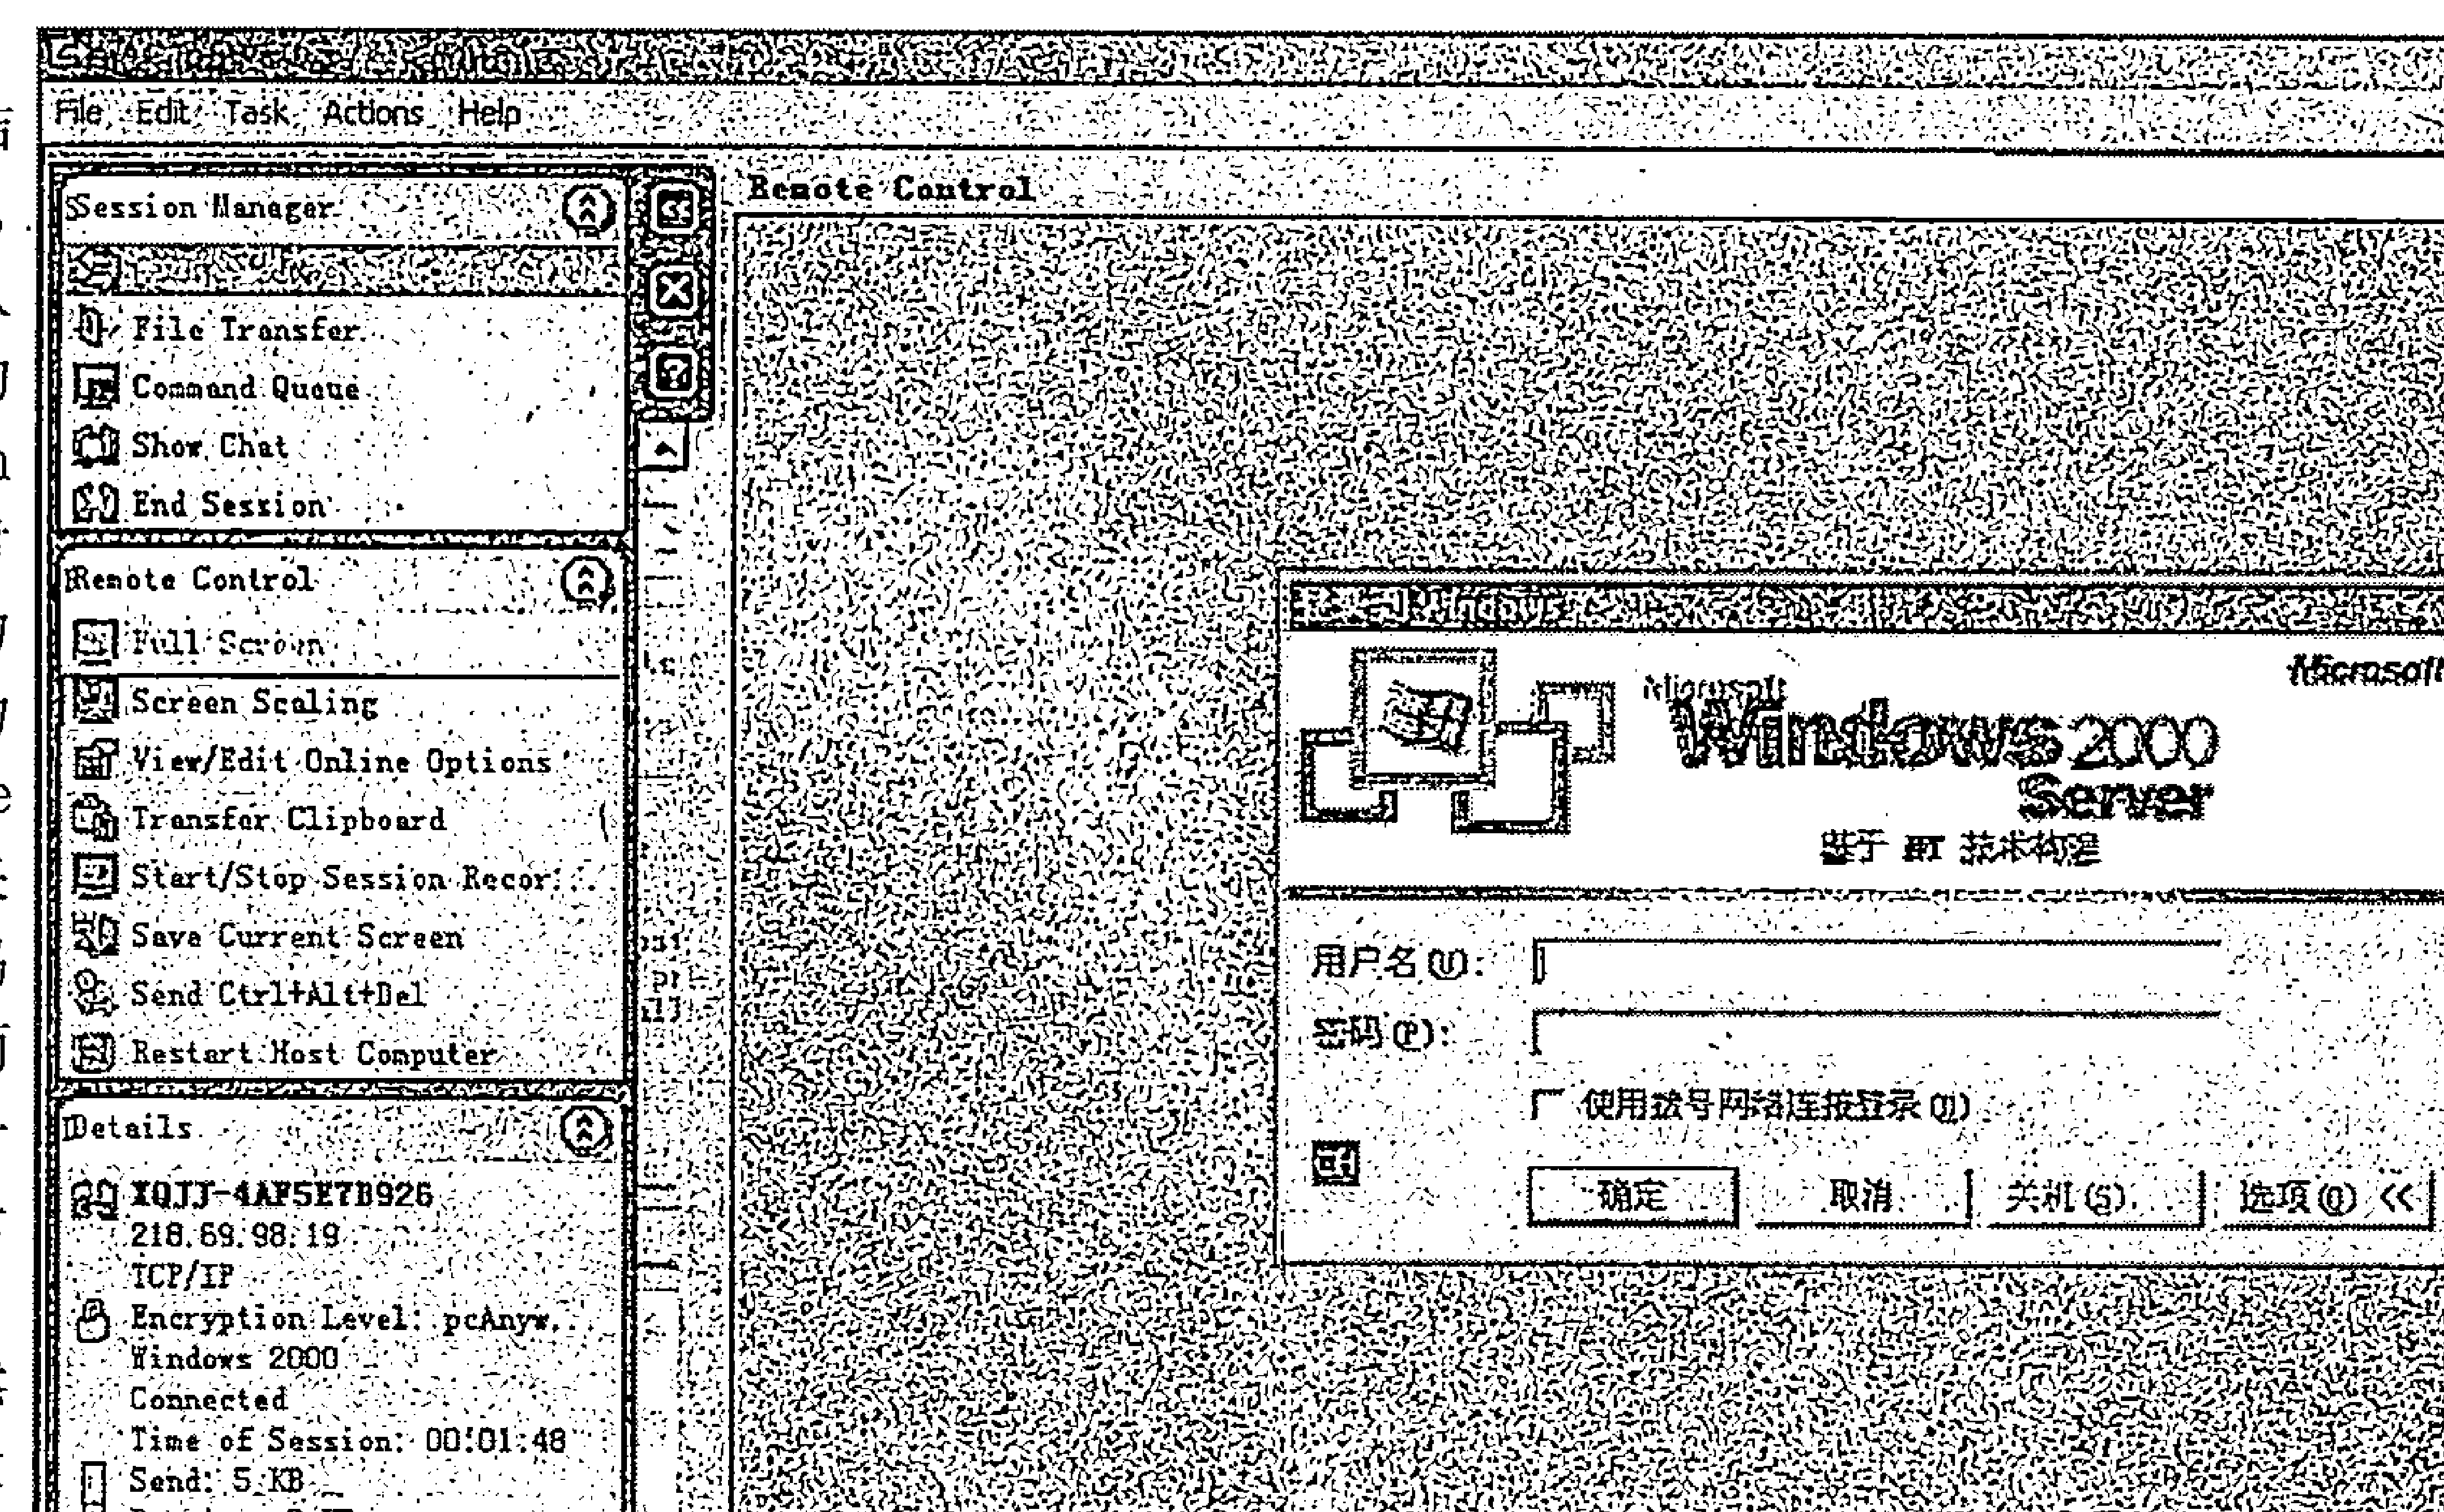 File Edit Task Actions Help
Session Manager
File Transfer
Command Queue
Show Chat
End Session
Remote Control
Full Screen
Screen Scaling
View/Edit Online Options
Transfer Clipboard
Start/Stop Session Recor...
Save Current Screen
Send Ctrl+Alt+Del
Restart Host Computer
Details
218.69.98.19
TCP/IP
Encryption Level: pcAnyw...
Windows 2000
Connected
Time of Session: 00:01:48
Send: 5 KB
Remote Control
Windows
Microsoft
Microsoft
Windows 2000
Server
基于 NT 技术构建
用户名(U):
密码(P):
使用拨号网络连接登录
确定
取消
关机(S)
选项(O) <<